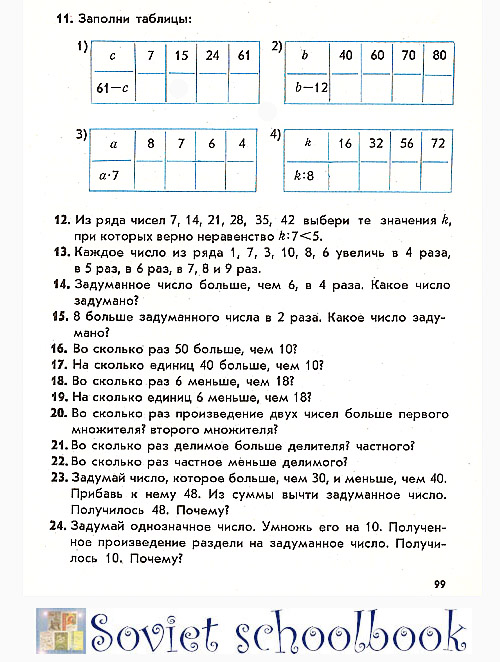 11. Заполни таблицы:
1) c 7 15 24 61
61−c
2) b 40 60 70 80
b−12
3) a 8 7 6 4
a·7
4) k 16 32 56 72
k:8
12. Из ряда чисел 7, 14, 21, 28, 35, 42 выбери те значения k,
при которых верно неравенство k:7<5.
13. Каждое число из ряда 1, 7, 3, 10, 8, 6 увеличь в 4 раза,
в 5 раз, в 6 раз, в 7, 8 и 9 раз.
14. Задуманное число больше, чем 6, в 4 раза. Какое число
задумано?
15. 8 больше задуманного числа в 2 раза. Какое число заду-
мано?
16. Во сколько раз 50 больше, чем 10?
17. На сколько единиц 40 больше, чем 10?
18. Во сколько раз 6 меньше, чем 18?
19. На сколько единиц 6 меньше, чем 18?
20. Во сколько раз произведение двух чисел больше первого
множителя? второго множителя?
21. Во сколько раз делимое больше делителя? частного?
22. Во сколько раз частное меньше делимого?
23. Задумай число, которое больше, чем 30, и меньше, чем 40.
Прибавь к нему 48. Из суммы вычти задуманное число.
Получилось 48. Почему?
24. Задумай однозначное число. Умножь его на 10. Получен-
ное произведение раздели на задуманное число. Получи-
лось 10. Почему?
99
Soviet schoolbook